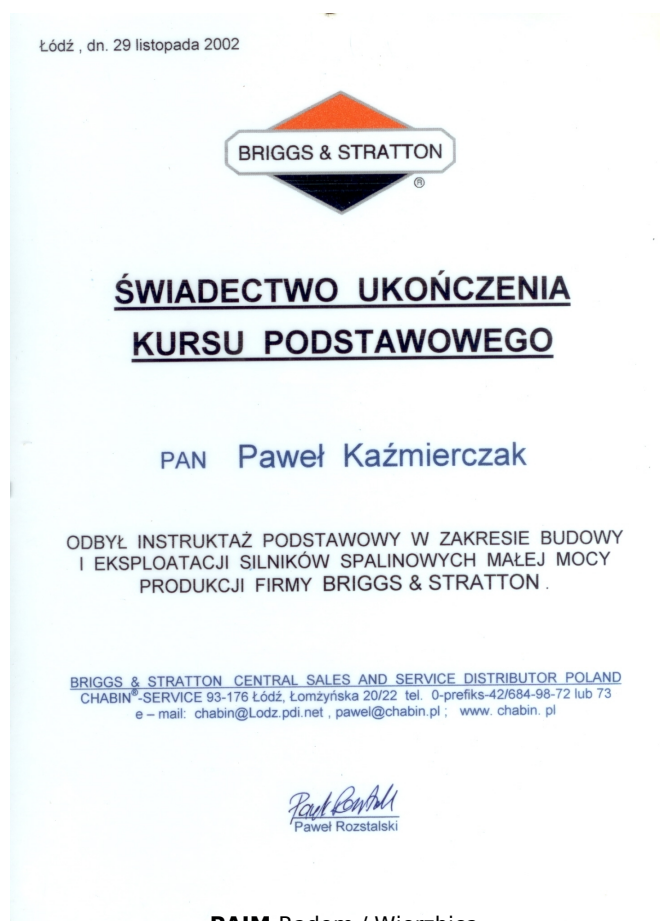 Łódź , dn. 29 listopada 2002
BRIGGS & STRATTON
®
ŚWIADECTWO UKOŃCZENIA
KURSU PODSTAWOWEGO
PAN Paweł Kaźmierczak
ODBYŁ INSTRUKTAŻ PODSTAWOWY W ZAKRESIE BUDOWY
I EKSPLOATACJI SILNIKÓW SPALINOWYCH MAŁEJ MOCY
PRODUKCJI FIRMY BRIGGS & STRATTON .
BRIGGS & STRATTON CENTRAL SALES AND SERVICE DISTRIBUTOR POLAND
CHABIN®-SERVICE 93-176 Łódź, Łomżyńska 20/22 tel. 0-prefiks-42/684-98-72 lub 73
e – mail: chabin@Lodz.pdi.net , pawel@chabin.pl ; www. chabin. pl
Paweł Rozstalski